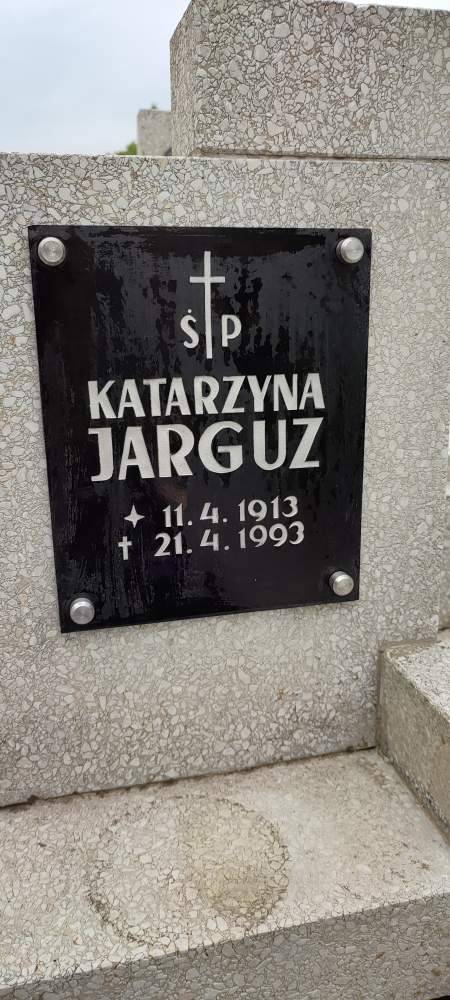 ŚP
KATARZYNA
JARGUZ
11.4.1913
21.4.1993